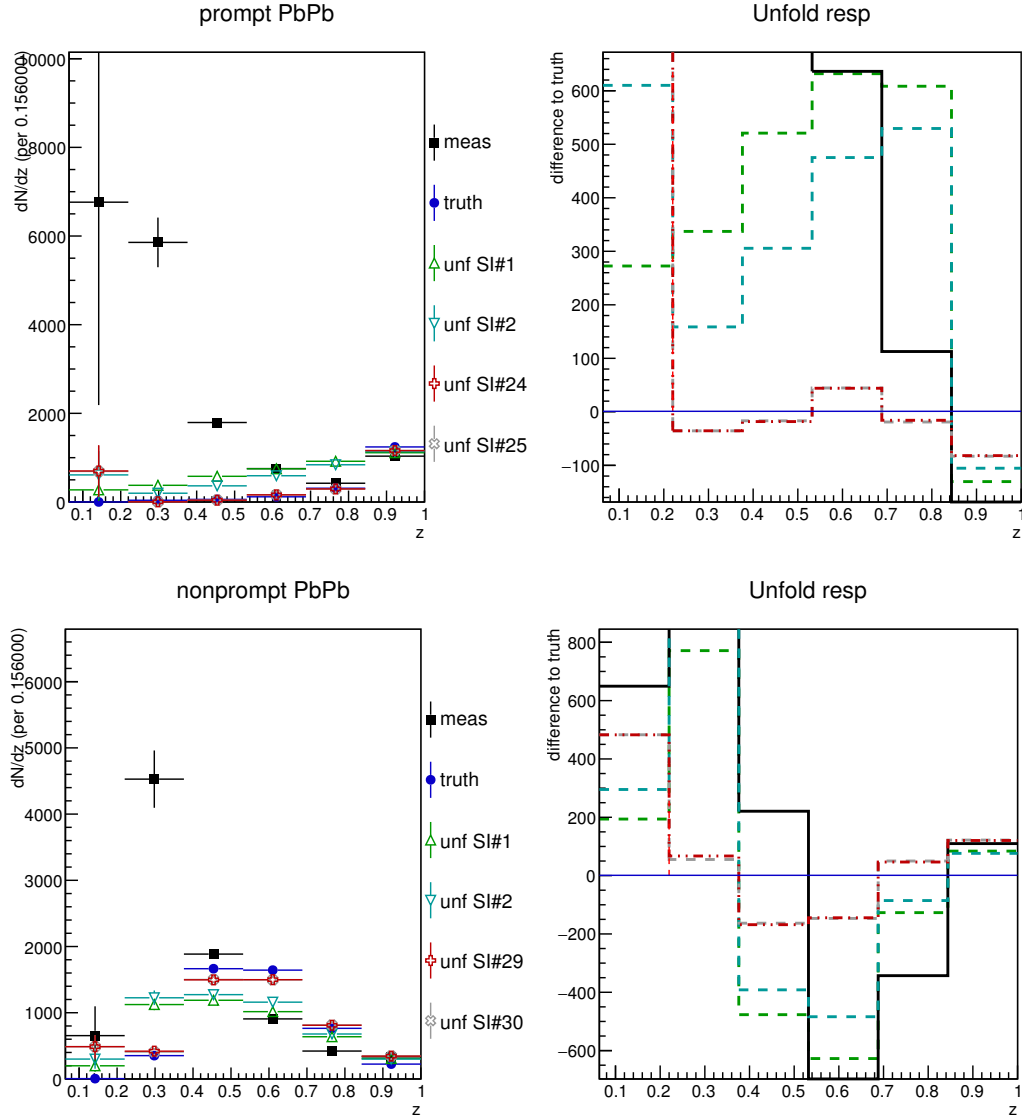 prompt PbPb
dN/dz (per 0.156000)
10000
8000
6000
4000
2000
0
0.1 0.2 0.3 0.4 0.5 0.6 0.7 0.8 0.9 1
z
meas
truth
unf SI#1
unf SI#2
unf SI#24
unf SI#25
Unfold resp
difference to truth
600
500
400
300
200
100
0
−100
0.1 0.2 0.3 0.4 0.5 0.6 0.7 0.8 0.9 1
z
nonprompt PbPb
dN/dz (per 0.156000)
6000
5000
4000
3000
2000
1000
0
0.1 0.2 0.3 0.4 0.5 0.6 0.7 0.8 0.9 1
z
meas
truth
unf SI#1
unf SI#2
unf SI#29
unf SI#30
Unfold resp
difference to truth
800
600
400
200
0
−200
−400
−600
0.1 0.2 0.3 0.4 0.5 0.6 0.7 0.8 0.9 1
z